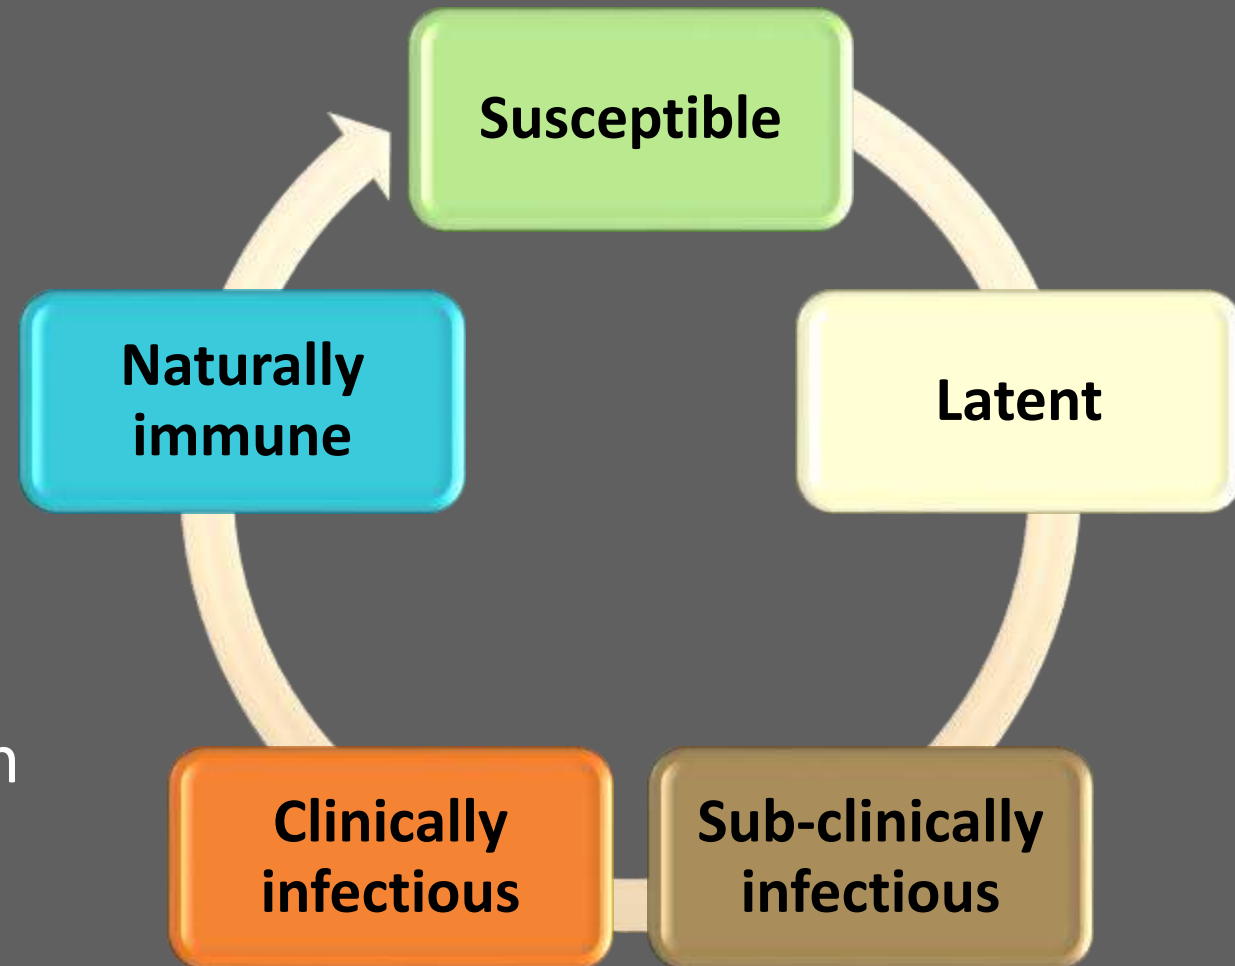 Susceptible
Naturally
immune
Latent
Clinically
infectious
Sub-clinically
infectious